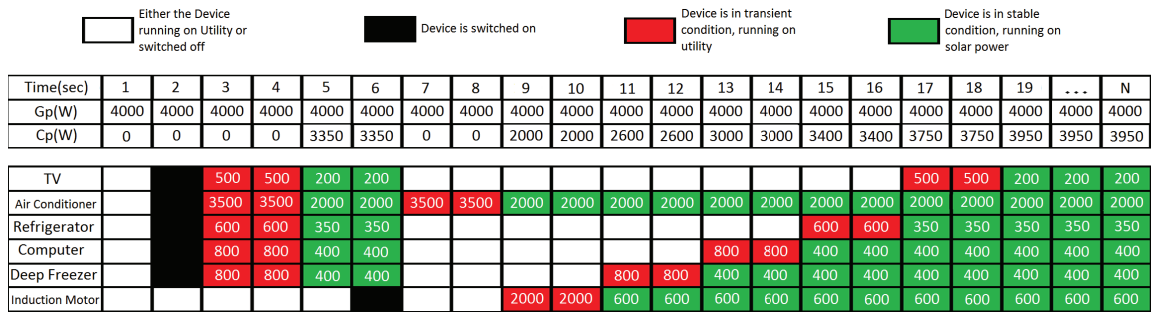 Either the Device
running on Utility or
switched off
Device is switched on
Device is in transient
condition, running on
utility
Device is in stable
condition, running on
solar power
Time(sec) 1 2 3 4 5 6 7 8 9 10 11 12 13 14 15 16 17 18 19 ... N
Gp(W) 4000 4000 4000 4000 4000 4000 4000 4000 4000 4000 4000 4000 4000 4000 4000 4000 4000 4000 4000 4000 4000
Cp(W) 0 0 0 0 3350 3350 0 0 2000 2000 2600 2600 3000 3000 3400 3400 3750 3750 3950 3950 3950
TV 500 500 200 200 500 500 200 200 200
Air Conditioner 3500 3500 2000 2000 3500 3500 2000 2000 2000 2000 2000 2000 2000 2000 2000 2000 2000 2000 2000
Refrigerator 600 600 350 350 600 600 350 350 350 350 350
Computer 800 800 400 400 800 800 400 400 400 400 400 400 400
Deep Freezer 800 800 400 400 800 800 400 400 400 400 400 400 400 400 400
Induction Motor 2000 2000 600 600 600 600 600 600 600 600 600 600 600